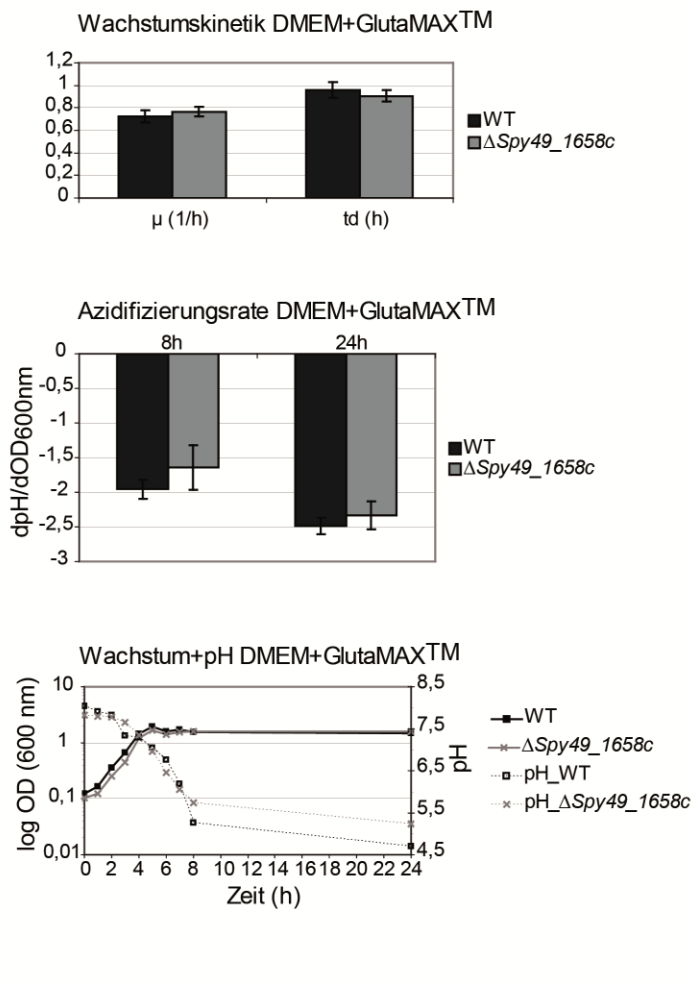 Wachstumskinetik DMEM+GlutaMAX™
1,2
1
0,8
0,6
0,4
0,2
0
µ (1/h) td (h)
WT
ΔSpy49_1658c
Azidifizierungsrate DMEM+GlutaMAX™
8h 24h
0
-0,5
-1
-1,5
-2
-2,5
-3
dpH/dOD600nm
WT
ΔSpy49_1658c
Wachstum+pH DMEM+GlutaMAX™
log OD (600 nm)
10
1
0,1
0,01
8,5
7,5
6,5
5,5
4,5
pH
0 2 4 6 8 10 12 14 16 18 20 22 24
Zeit (h)
WT
ΔSpy49_1658c
pH_WT
pH_ΔSpy49_1658c